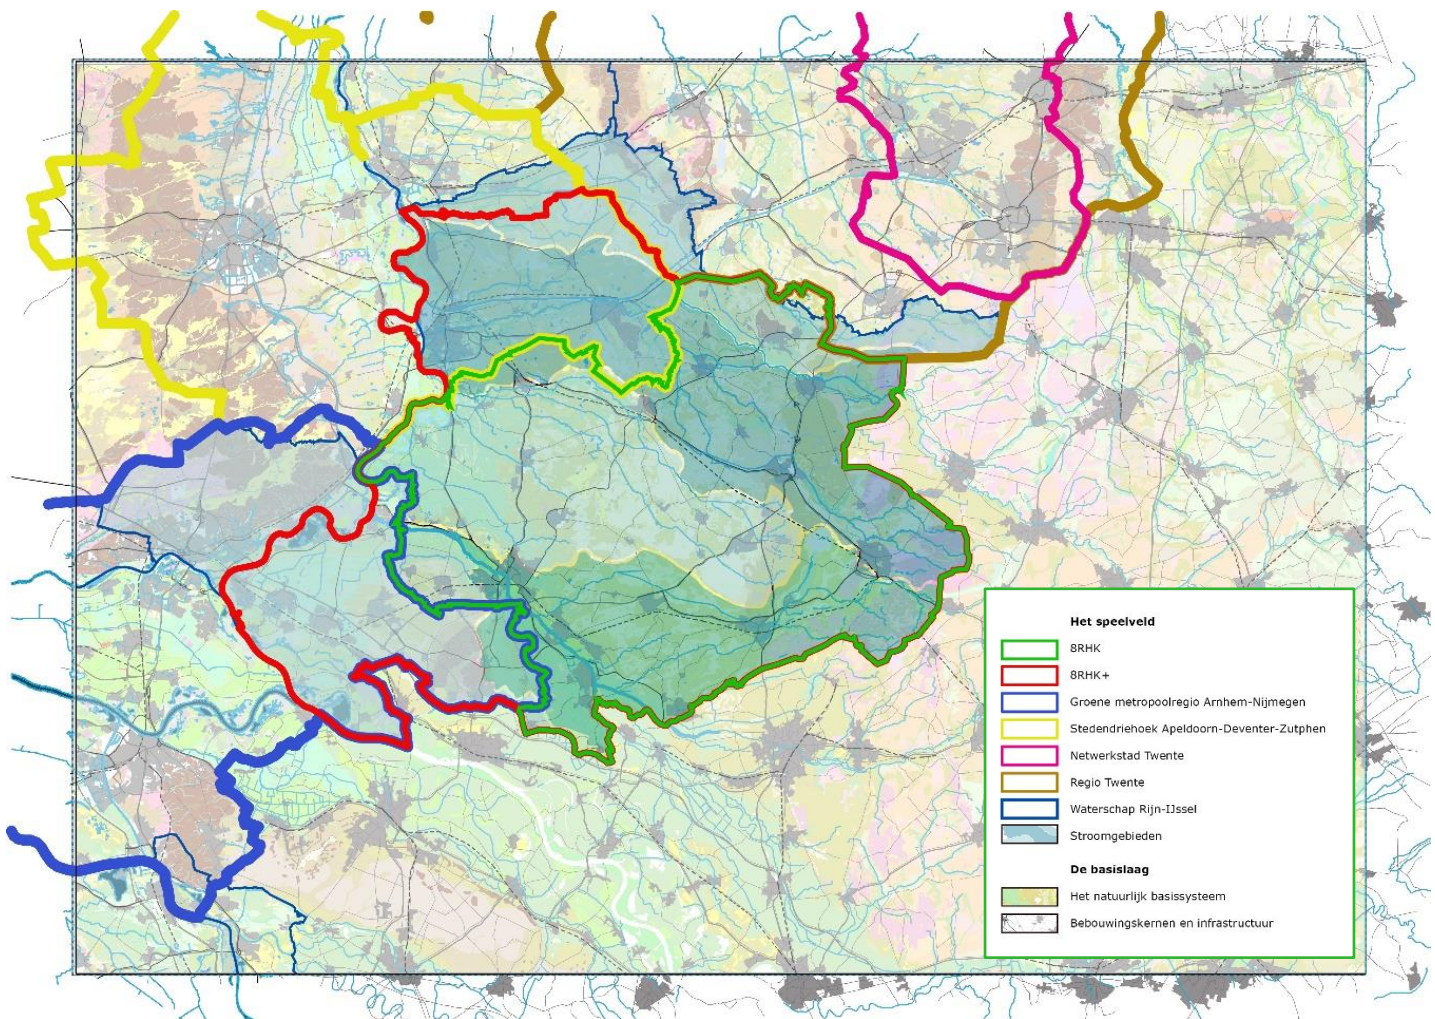 Het speelveld
8RHK
8RHK+
Groene metropoolregio Arnhem-Nijmegen
Stedendriehoek Apeldoorn-Deventer-Zutphen
Netwerkstad Twente
Regio Twente
Waterschap Rijn-IJssel
Stroomgebieden
De basislaag
Het natuurlijk basissysteem
Bebouwingskernen en infrastructuur